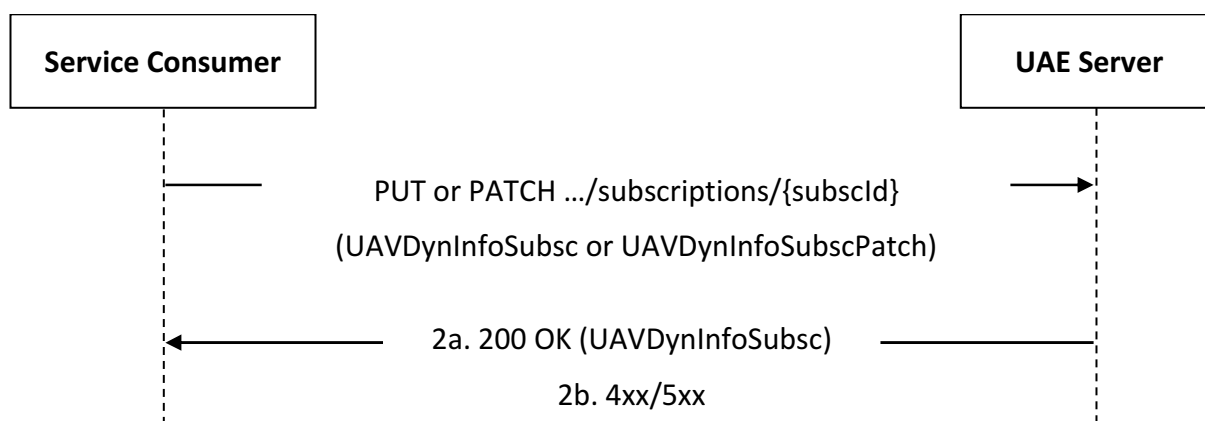 Service Consumer
UAE Server
PUT or PATCH …/subscriptions/{subscId}
(UAVDynInfoSubsc or UAVDynInfoSubscPatch)
2a. 200 OK (UAVDynInfoSubsc)
2b. 4xx/5xx